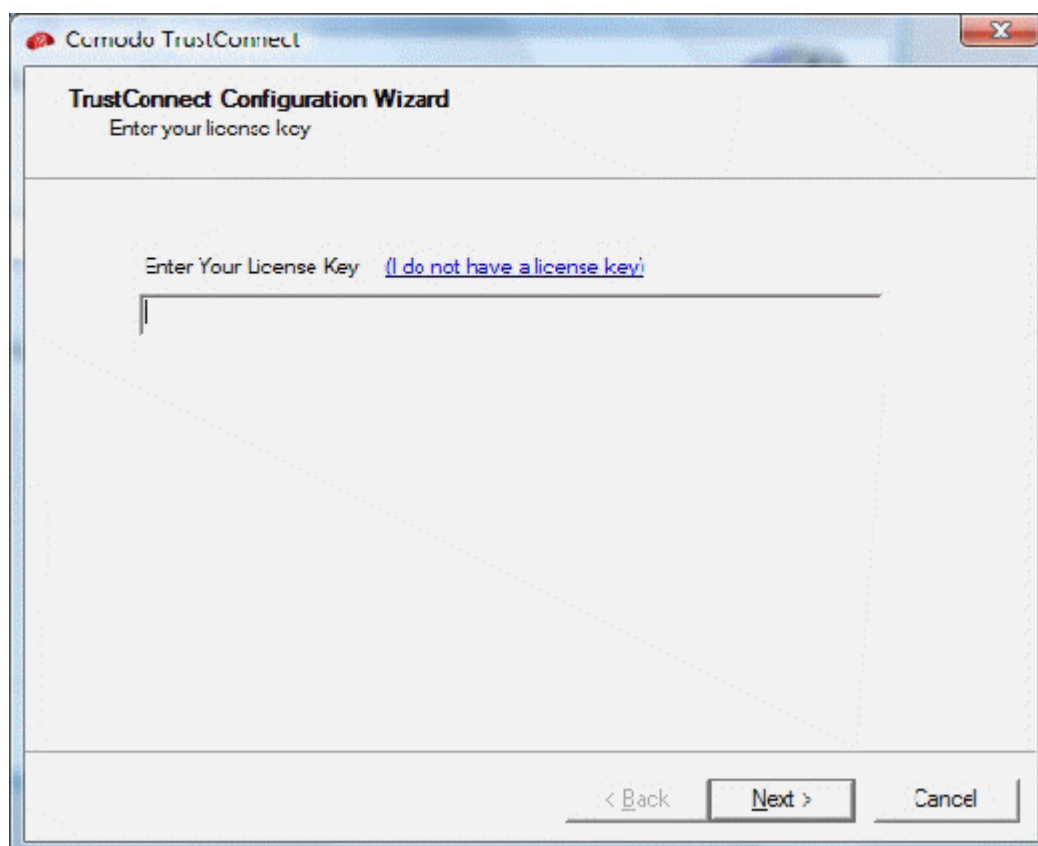 Comodo TrustConnect
TrustConnect Configuration Wizard
Enter your license key
Enter Your License Key (I do not have a license key)
< Back Next > Cancel